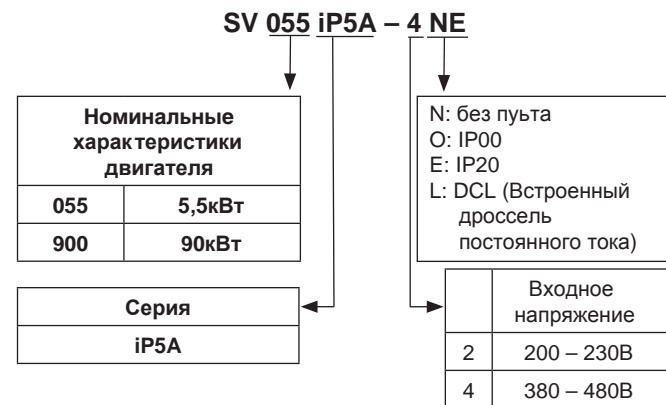 SV 055 iP5A – 4 NE
Номинальные
характеристики
двигателя
055 5,5кВт
900 90кВт
Серия
iP5A
N: без пуьта
O: IP00
E: IP20
L: DCL (Встроенный
дроссель
постоянного тока)
Входное
напряжение
2 200 – 230В
4 380 – 480В